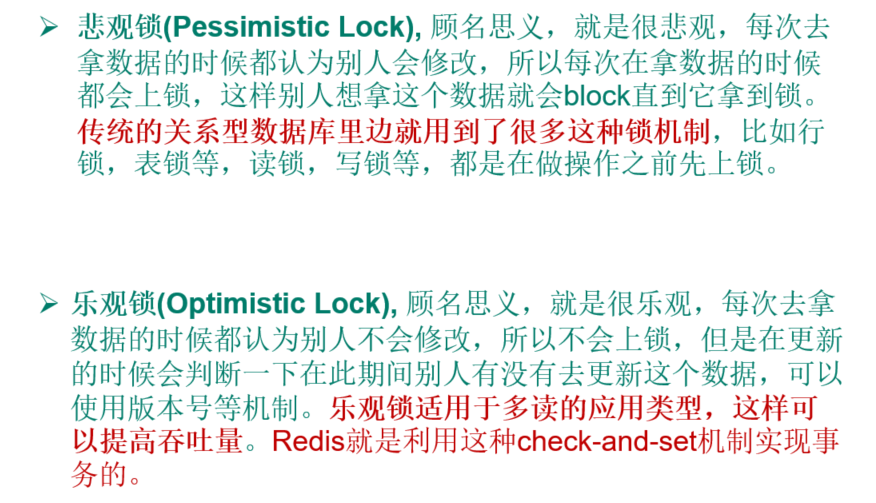 ➢ 悲观锁(Pessimistic Lock), 顾名思义，就是很悲观，每次去
拿数据的时候都认为别人会修改，所以每次在拿数据的时候
都会上锁，这样别人想拿这个数据就会block直到它拿到锁。
传统的关系型数据库里边就用到了很多这种锁机制，比如行
锁，表锁等，读锁，写锁等，都是在做操作之前先上锁。
➢ 乐观锁(Optimistic Lock), 顾名思义，就是很乐观，每次去拿
数据的时候都认为别人不会修改，所以不会上锁，但是在更新
的时候会判断一下在此期间别人有没有去更新这个数据，可以
使用版本号等机制。乐观锁适用于多读的应用类型，这样可
以提高吞吐量。Redis就是利用这种check-and-set机制实现事
务的。